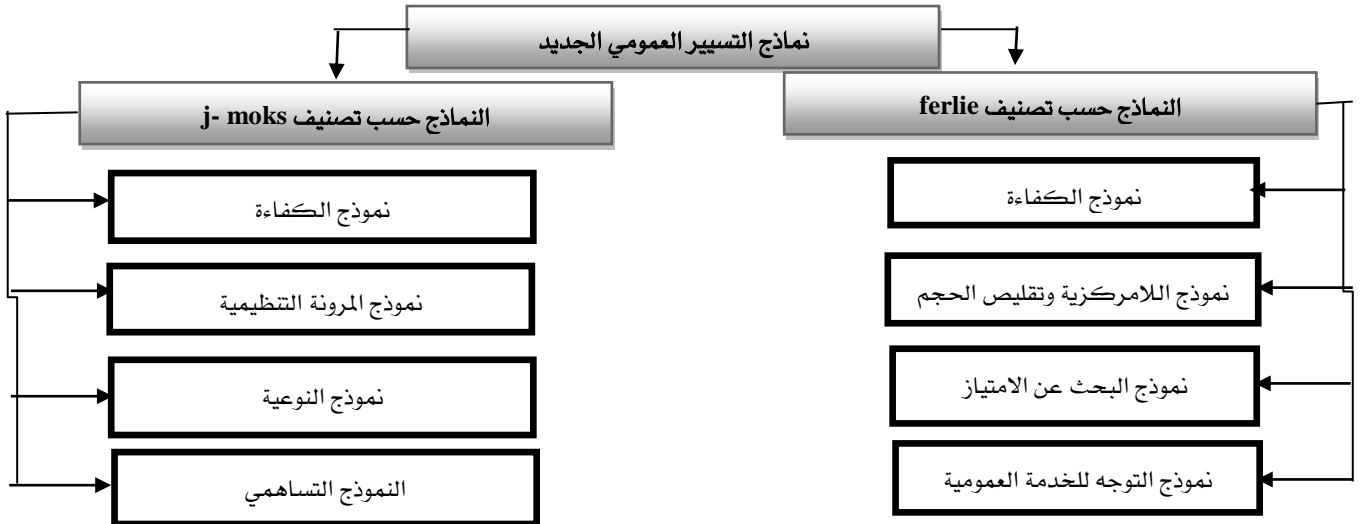 نماذج التسيير العمومي الجديد
النماذج حسب تصنيف ferlie
النماذج حسب تصنيف j- moks
نموذج الكفاءة
نموذج اللامركزية وتقليص الحجم
نموذج البحث عن الامتياز
نموذج التوجه للخدمة العمومية
نموذج الكفاءة
نموذج المرونة التنظيمية
نموذج النوعية
النموذج التساهمي